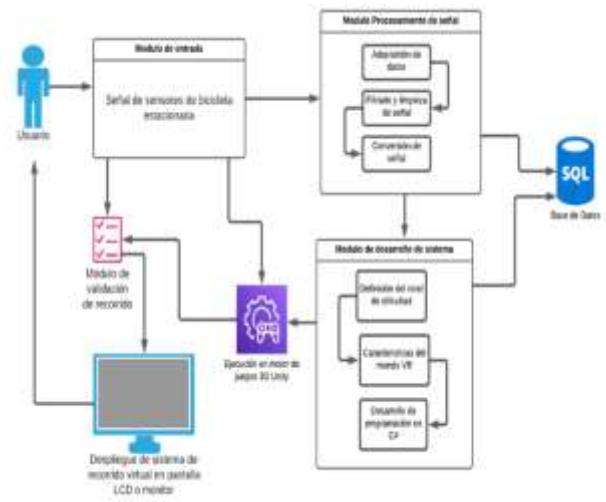 Modulo de entrada
Señal de sensores de bicicleta
estacionaria
Usuario
Modulo Procesamiento de señal
Adquisición de
datos
Filtrado y limpieza
de señal
Conversión de
señal
SQL
Base de Datos
Modulo de desarrollo de sistema
Definición del nivel
de dificultad
Características del
mundo VR
Desarrollo de
programación en
C#
Módulo de
validación
de recorrido
Ejecución en motor de
juegos 3D Unity
Despliegue de sistema de
recorrido virtual en pantalla
LCD o monitor